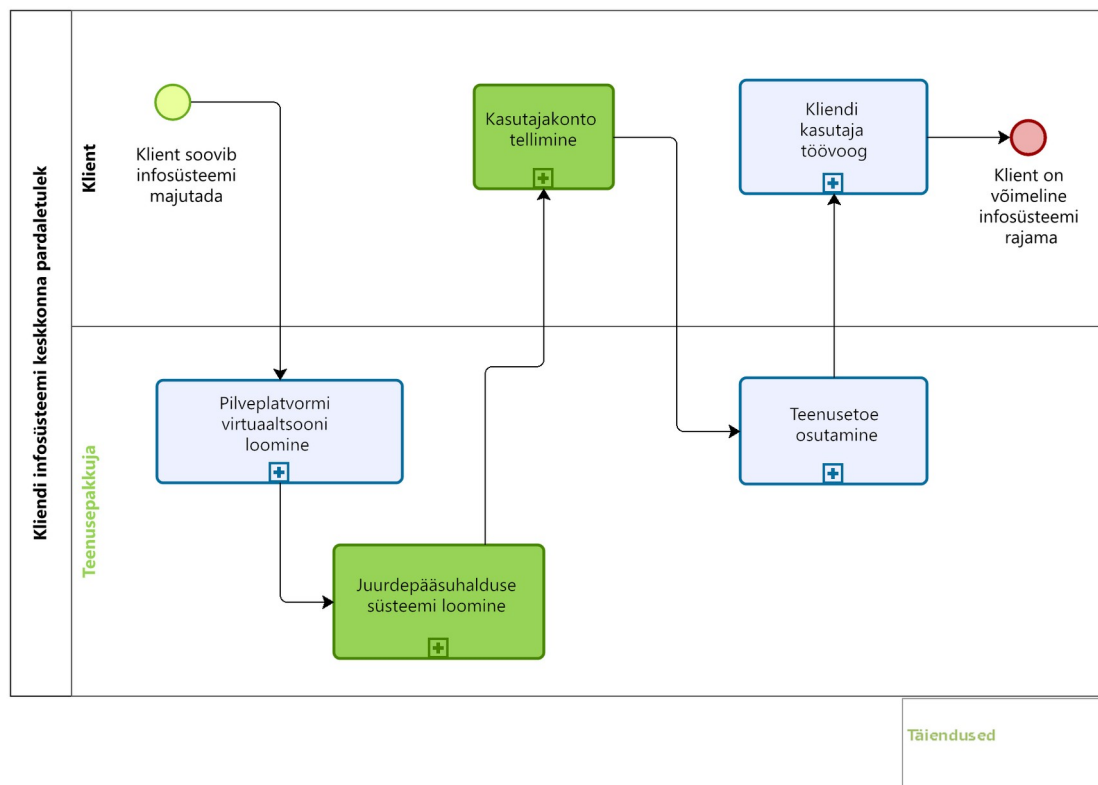 Kliendi infosüsteemi keskkonna pardaletulek
Klient
Klient soovib
infosüsteemi
majutada
Kasutajakonto
tellimine
Kliendi
kasutaja
töövoog
Klient on
võimeline
infosüsteemi
rajama
Teenusepakkuja
Pilveplatvormi
virtuaaltsooni
loomine
Teenusetoe
osutamine
Juurdepääsuhalduse
süsteemi loomine
Täiendused